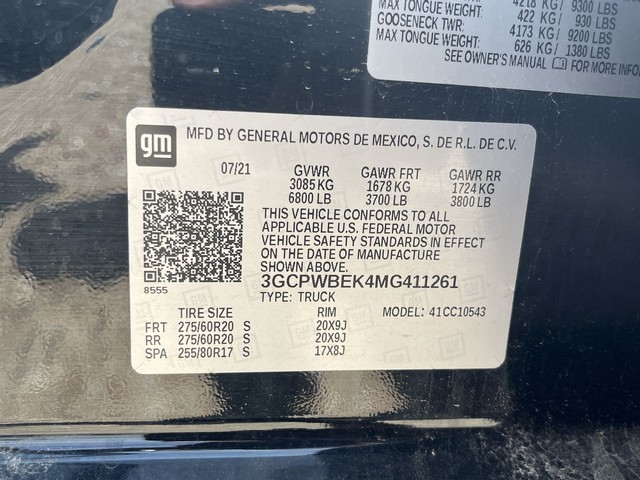 MAX TONGUE WEIGHT: 4218 KG / 9300 LBS
422 KG / 930 LBS
GOOSENECK TWR: 4173 KG / 9200 LBS
MAX TONGUE WEIGHT: 626 KG / 1380 LBS
SEE OWNER'S MANUAL FOR MORE INFO
gm
MFD BY GENERAL MOTORS DE MEXICO, S. DE R.L. DE C.V.
07/21 GVWR GAWR FRT GAWR RR
3085 KG 1678 KG 1724 KG
6800 LB 3700 LB 3800 LB
THIS VEHICLE CONFORMS TO ALL
APPLICABLE U.S. FEDERAL MOTOR
VEHICLE SAFETY STANDARDS IN EFFECT
ON THE DATE OF MANUFACTURE
SHOWN ABOVE.
3GCPWBEK4MG411261
8555
TYPE: TRUCK
TIRE SIZE RIM MODEL: 41CC10543
FRT 275/60R20 S 20X9J
RR 275/60R20 S 20X9J
SPA 255/80R17 S 17X8J